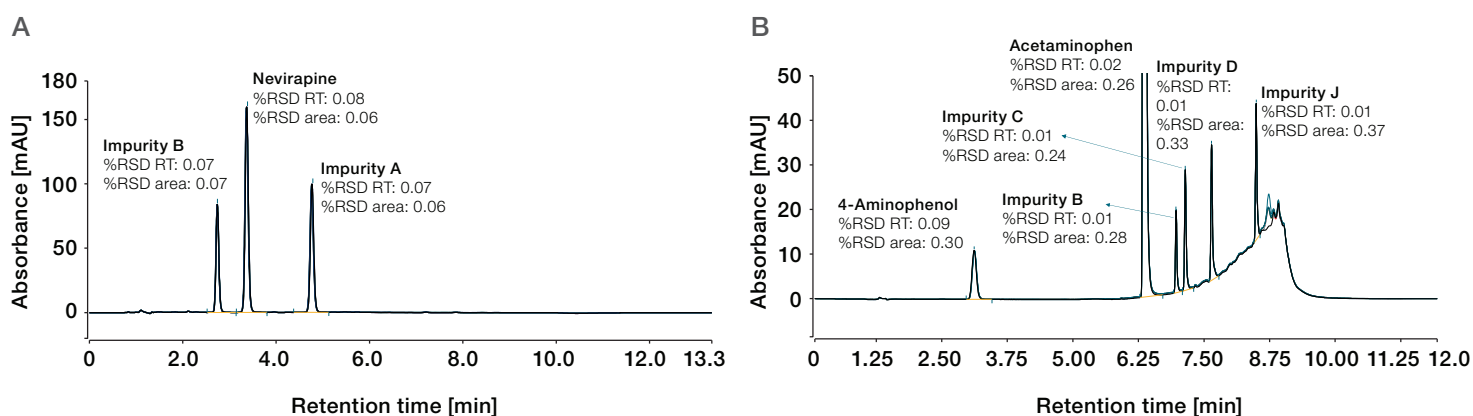 A
180
150
100
50
0
Absorbance [mAU]
Impurity B
%RSD RT: 0.07
%RSD area: 0.07
Nevirapine
%RSD RT: 0.08
%RSD area: 0.06
Impurity A
%RSD RT: 0.07
%RSD area: 0.06
0 2.0 4.0 6.0 8.0 10.0 12.0 13.3
Retention time [min]
B
50
40
30
20
10
0
Absorbance [mAU]
4-Aminophenol
%RSD RT: 0.09
%RSD area: 0.30
Acetaminophen
%RSD RT: 0.02
%RSD area: 0.26
Impurity C
%RSD RT: 0.01
%RSD area: 0.24
Impurity B
%RSD RT: 0.01
%RSD area: 0.28
Impurity D
%RSD RT:
0.01
%RSD area:
0.33
Impurity J
%RSD RT: 0.01
%RSD area: 0.37
0 1.25 2.50 3.75 5.00 6.25 7.50 8.75 10.00 11.25 12.0
Retention time [min]